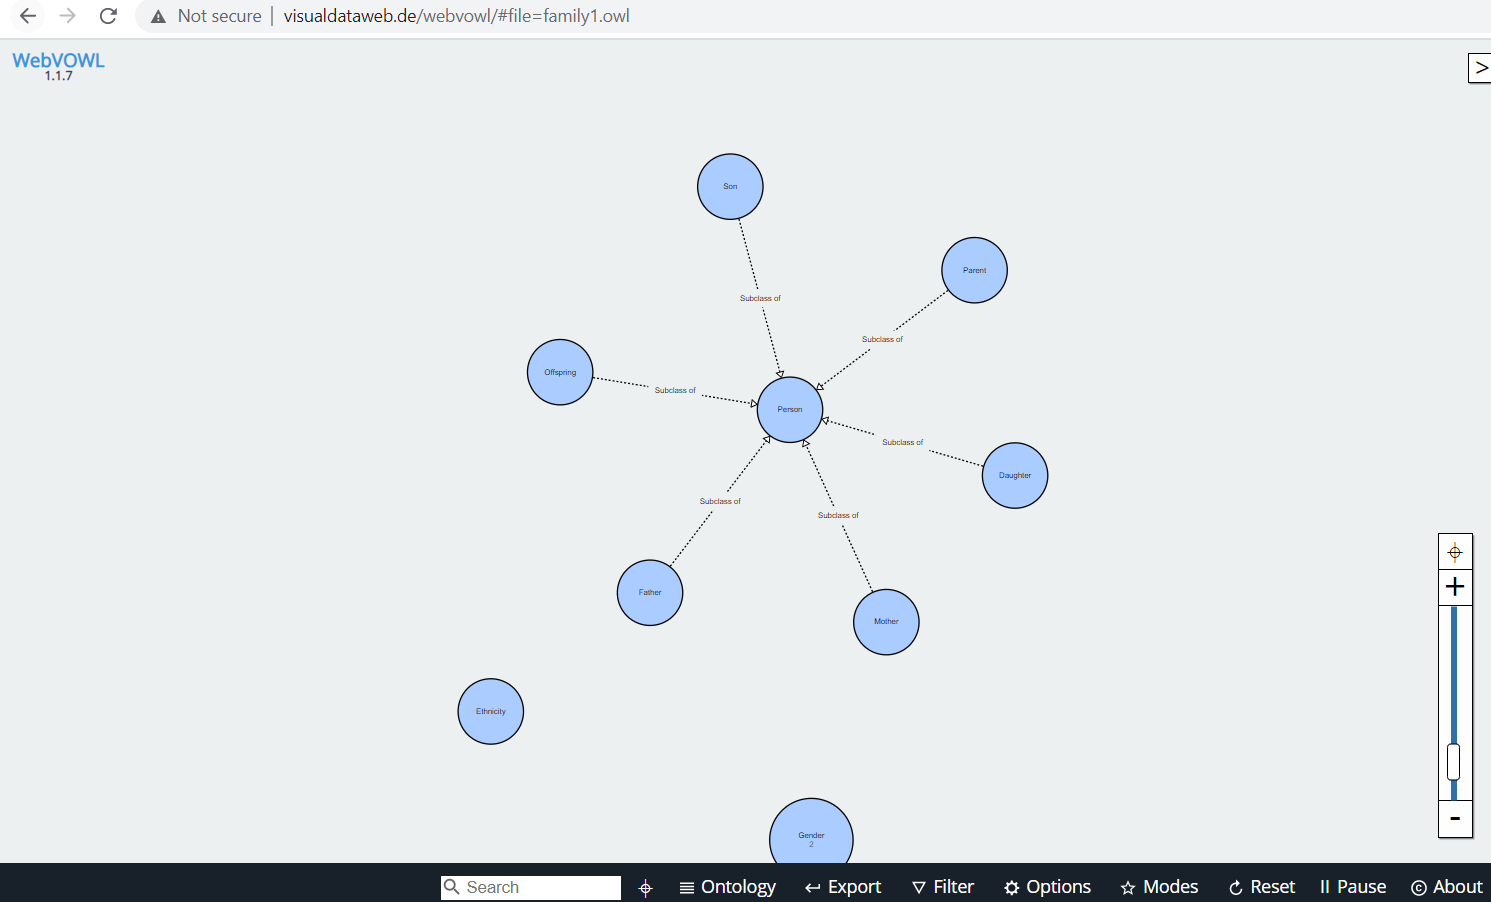 Not secure | visualdataweb.de/webvowl/#file=family1.owl
WebVOWL
1.1.7
>
Son
Parent
Subclass of
Subclass of
Offspring
Subclass of
Person
Subclass of
Daughter
Subclass of
Subclass of
Father
Mother
Ethnicity
Gender
2
+
-
Search
Ontology
Export
Filter
Options
Modes
Reset
Pause
© About